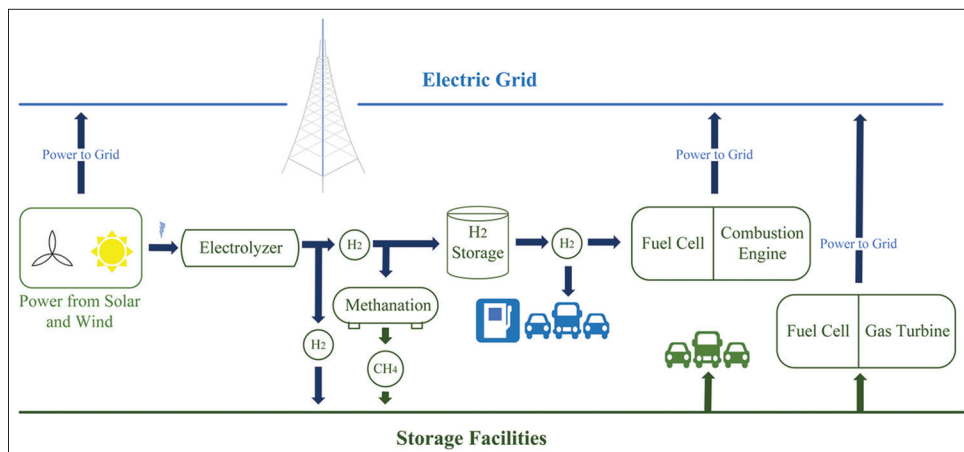 Electric Grid
Power to Grid
Power to Grid
Power to Grid
Power from Solar
and Wind
Electrolyzer
H2
H2
Methanation
CH4
H2
Storage
H2
Fuel Cell
Combustion
Engine
Fuel Cell
Gas Turbine
Storage Facilities